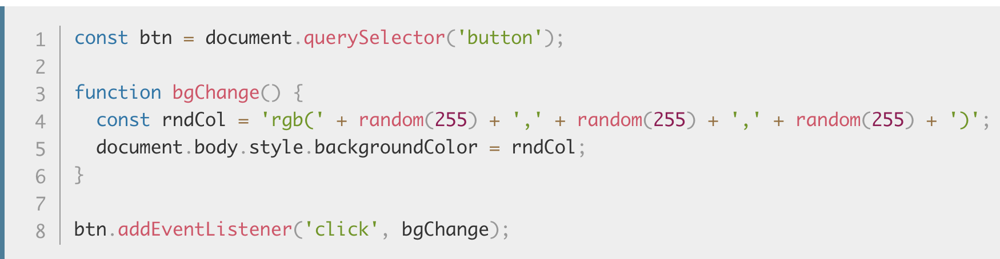 1 const btn = document.querySelector('button');
2
3 function bgChange() {
4   const rndCol = 'rgb(' + random(255) + ',' + random(255) + ',' + random(255) + ')';
5   document.body.style.backgroundColor = rndCol;
6 }
7
8 btn.addEventListener('click', bgChange);